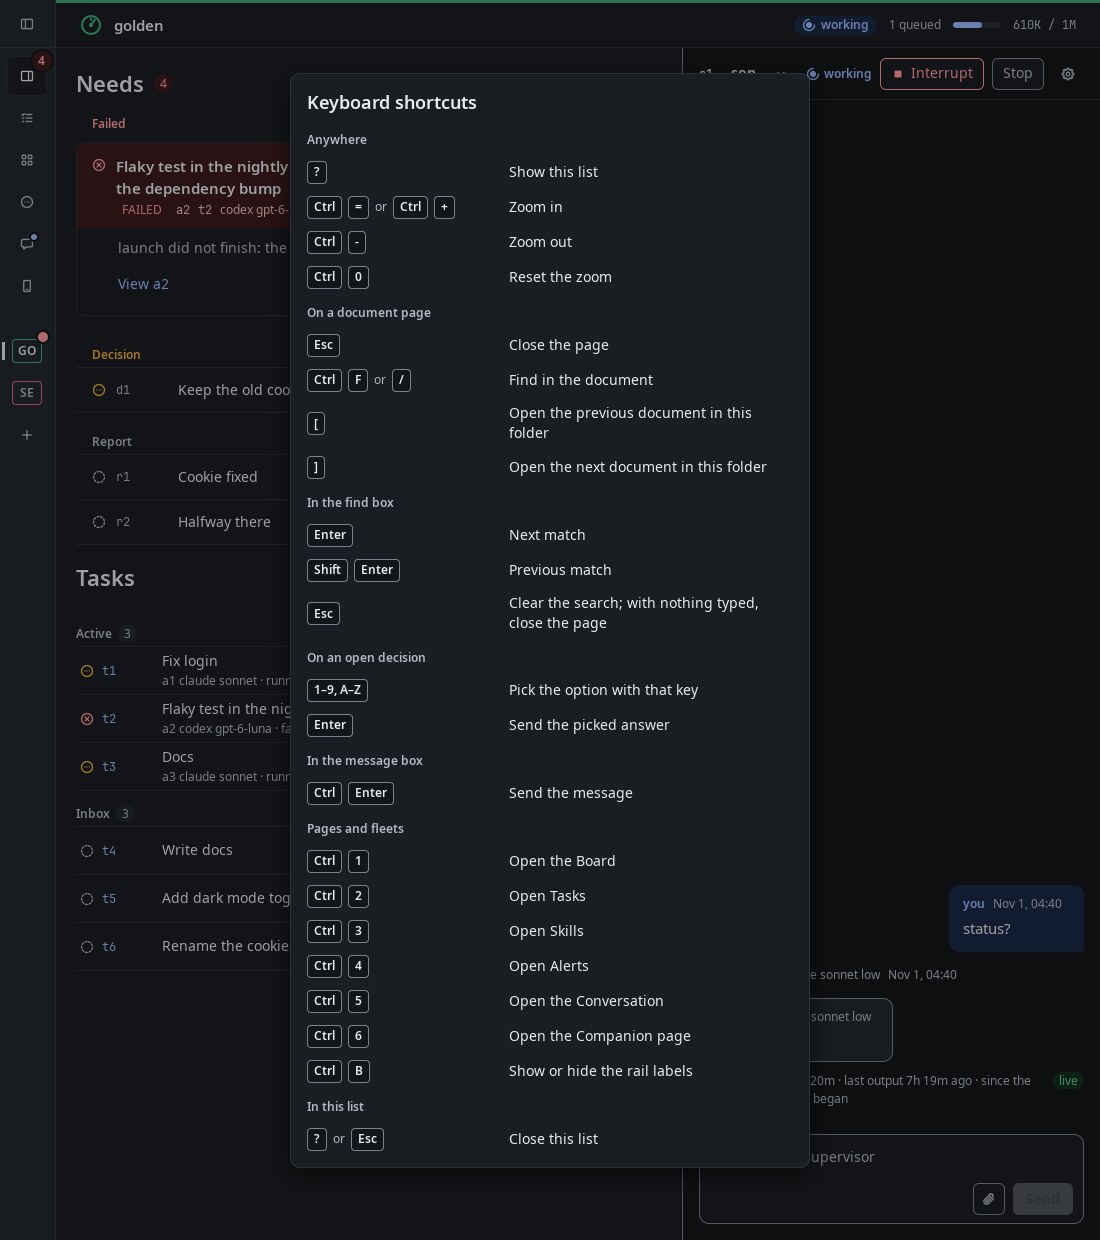 golden
working
1 queued
610K / 1M
4
Needs 4
Failed
Flaky test in the nightly
the dependency bump
FAILED a2 t2 codex gpt-6-
launch did not finish: the
View a2
GO
SE
Decision
d1 Keep the old coo
Report
r1 Cookie fixed
r2 Halfway there
Tasks
Active 3
t1 Fix login
a1 claude sonnet · runn
t2 Flaky test in the nig
a2 codex gpt-6-luna · fa
t3 Docs
a3 claude sonnet · runn
Inbox 3
t4 Write docs
t5 Add dark mode tog
t6 Rename the cookie
Keyboard shortcuts
Anywhere
? Show this list
Ctrl = or Ctrl + Zoom in
Ctrl - Zoom out
Ctrl 0 Reset the zoom
On a document page
Esc Close the page
Ctrl F or / Find in the document
[ Open the previous document in this
folder
] Open the next document in this folder
In the find box
Enter Next match
Shift Enter Previous match
Esc Clear the search; with nothing typed,
close the page
On an open decision
1–9, A–Z Pick the option with that key
Enter Send the picked answer
In the message box
Ctrl Enter Send the message
Pages and fleets
Ctrl 1 Open the Board
Ctrl 2 Open Tasks
Ctrl 3 Open Skills
Ctrl 4 Open Alerts
Ctrl 5 Open the Conversation
Ctrl 6 Open the Companion page
Ctrl B Show or hide the rail labels
In this list
? or Esc Close this list
working
Interrupt
Stop
you Nov 1, 04:40
status?
e sonnet low Nov 1, 04:40
sonnet low
20m · last output 7h 19m ago · since the
began
live
upervisor
Send